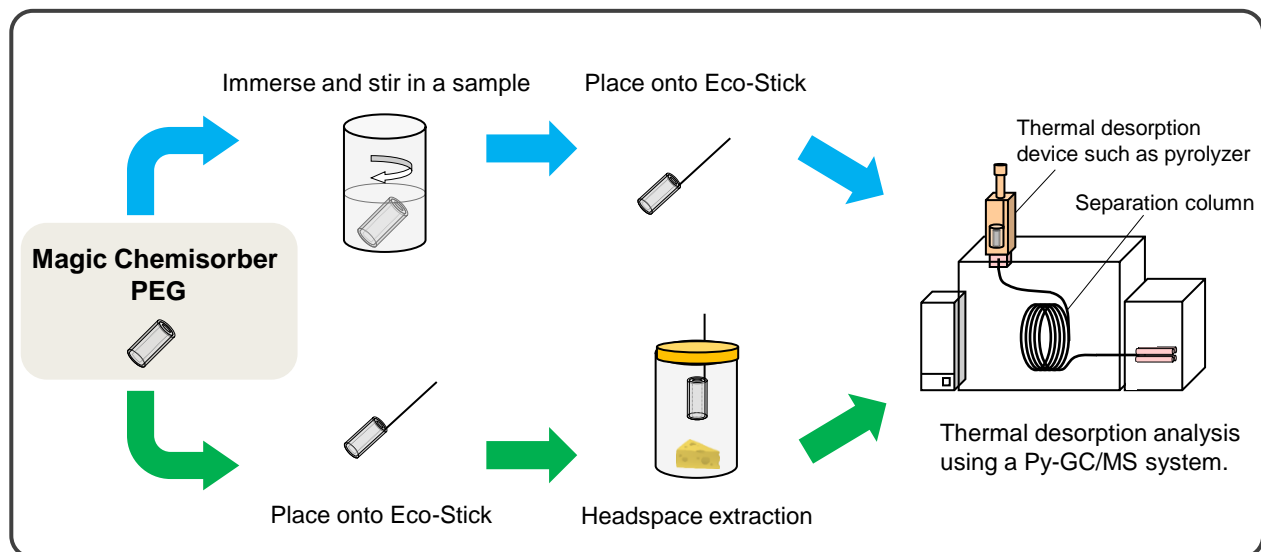 Immerse and stir in a sample
Place onto Eco-Stick
Thermal desorption
device such as pyrolyzer
Separation column
Magic Chemisorber
PEG
Place onto Eco-Stick
Headspace extraction
Thermal desorption analysis
using a Py-GC/MS system.